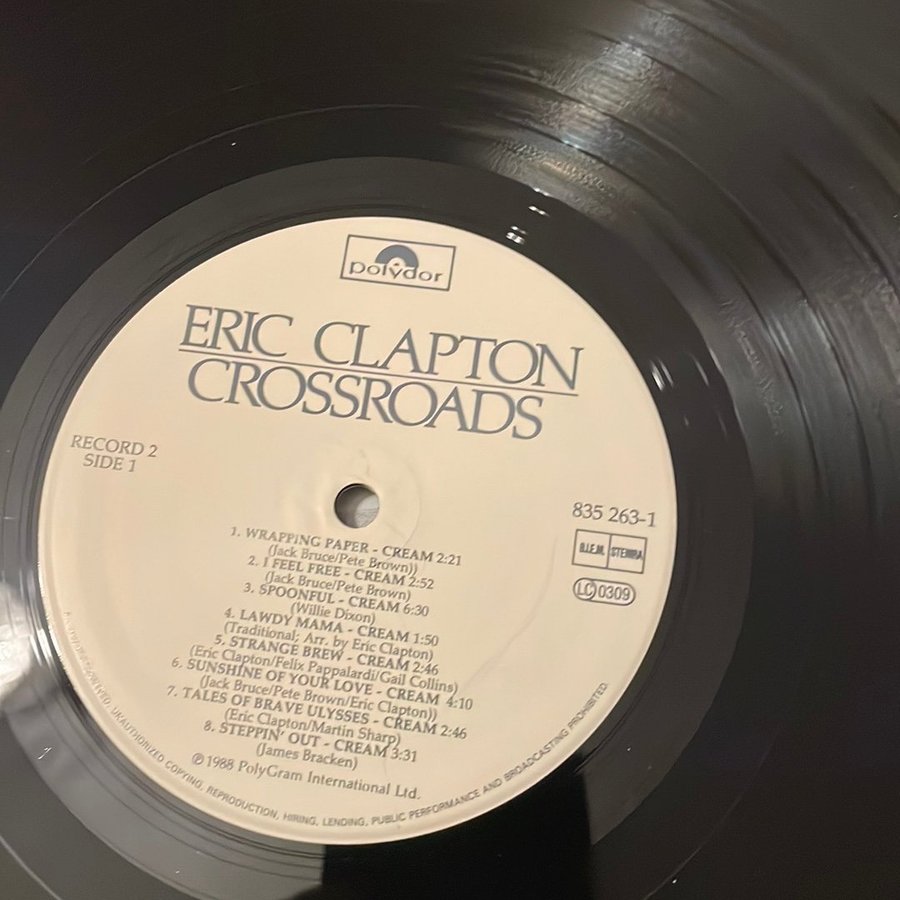 polydor
ERIC CLAPTON
CROSSROADS
RECORD 2
SIDE 1
835 263-1
B.I.E.M. STEMRA
LC 0309
1. WRAPPING PAPER - CREAM 2:21
(Jack Bruce/Pete Brown))
2. I FEEL FREE - CREAM 2:52
(Jack Bruce/Pete Brown)
3. SPOONFUL - CREAM 6:30
(Willie Dixon)
4. LAWDY MAMA - CREAM 1:50
(Traditional; Arr. by Eric Clapton)
5. STRANGE BREW - CREAM 2:46
(Eric Clapton/Felix Pappalardi/Gail Collins)
6. SUNSHINE OF YOUR LOVE - CREAM 4:10
(Jack Bruce/Pete Brown/Eric Clapton))
7. TALES OF BRAVE ULYSSES - CREAM 2:46
(Eric Clapton/Martin Sharp)
8. STEPPIN' OUT - CREAM 3:31
(James Bracken)
℗ 1988 PolyGram International Ltd.
UNAUTHORIZED COPYING, REPRODUCTION, HIRING, LENDING, PUBLIC PERFORMANCE AND BROADCASTING PROHIBITED.